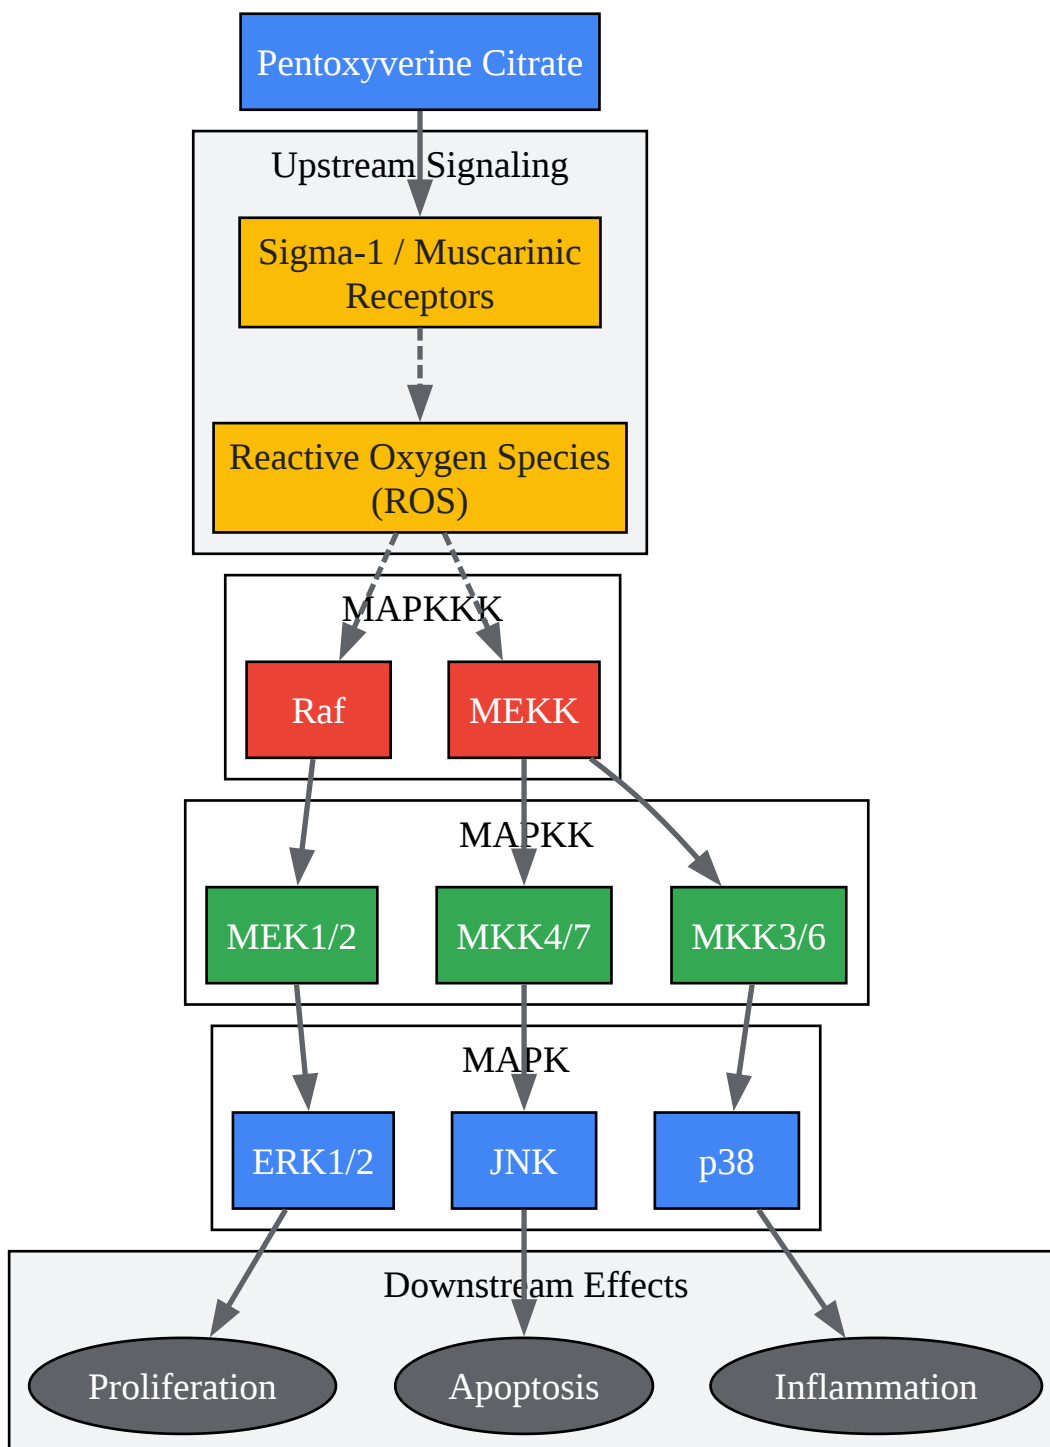 Pentoxyverine Citrate
Upstream Signaling
Sigma-1 / Muscarinic
Receptors
Reactive Oxygen Species
(ROS)
MAPKKK
Raf
MEKK
MAPKK
MEK1/2
MKK4/7
MKK3/6
MAPK
ERK1/2
JNK
p38
Downstream Effects
Proliferation
Apoptosis
Inflammation